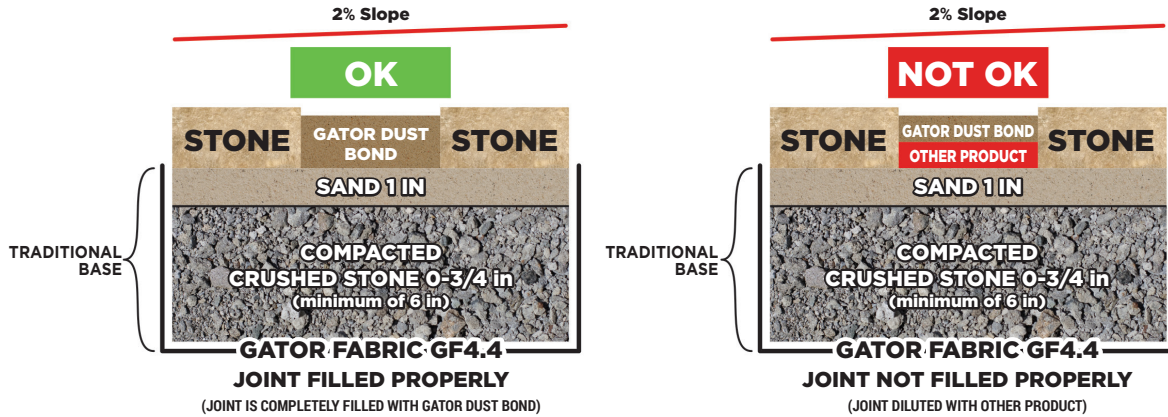 2% Slope
OK
STONE
GATOR DUST
BOND
STONE
SAND 1 IN
TRADITIONAL
BASE
COMPACTED
CRUSHED STONE 0-3/4 in
(minimum of 6 in)
GATOR FABRIC GF4.4
JOINT FILLED PROPERLY
(JOINT IS COMPLETELY FILLED WITH GATOR DUST BOND)
2% Slope
NOT OK
STONE
GATOR DUST BOND
OTHER PRODUCT
STONE
SAND 1 IN
TRADITIONAL
BASE
COMPACTED
CRUSHED STONE 0-3/4 in
(minimum of 6 in)
GATOR FABRIC GF4.4
JOINT NOT FILLED PROPERLY
(JOINT DILUTED WITH OTHER PRODUCT)